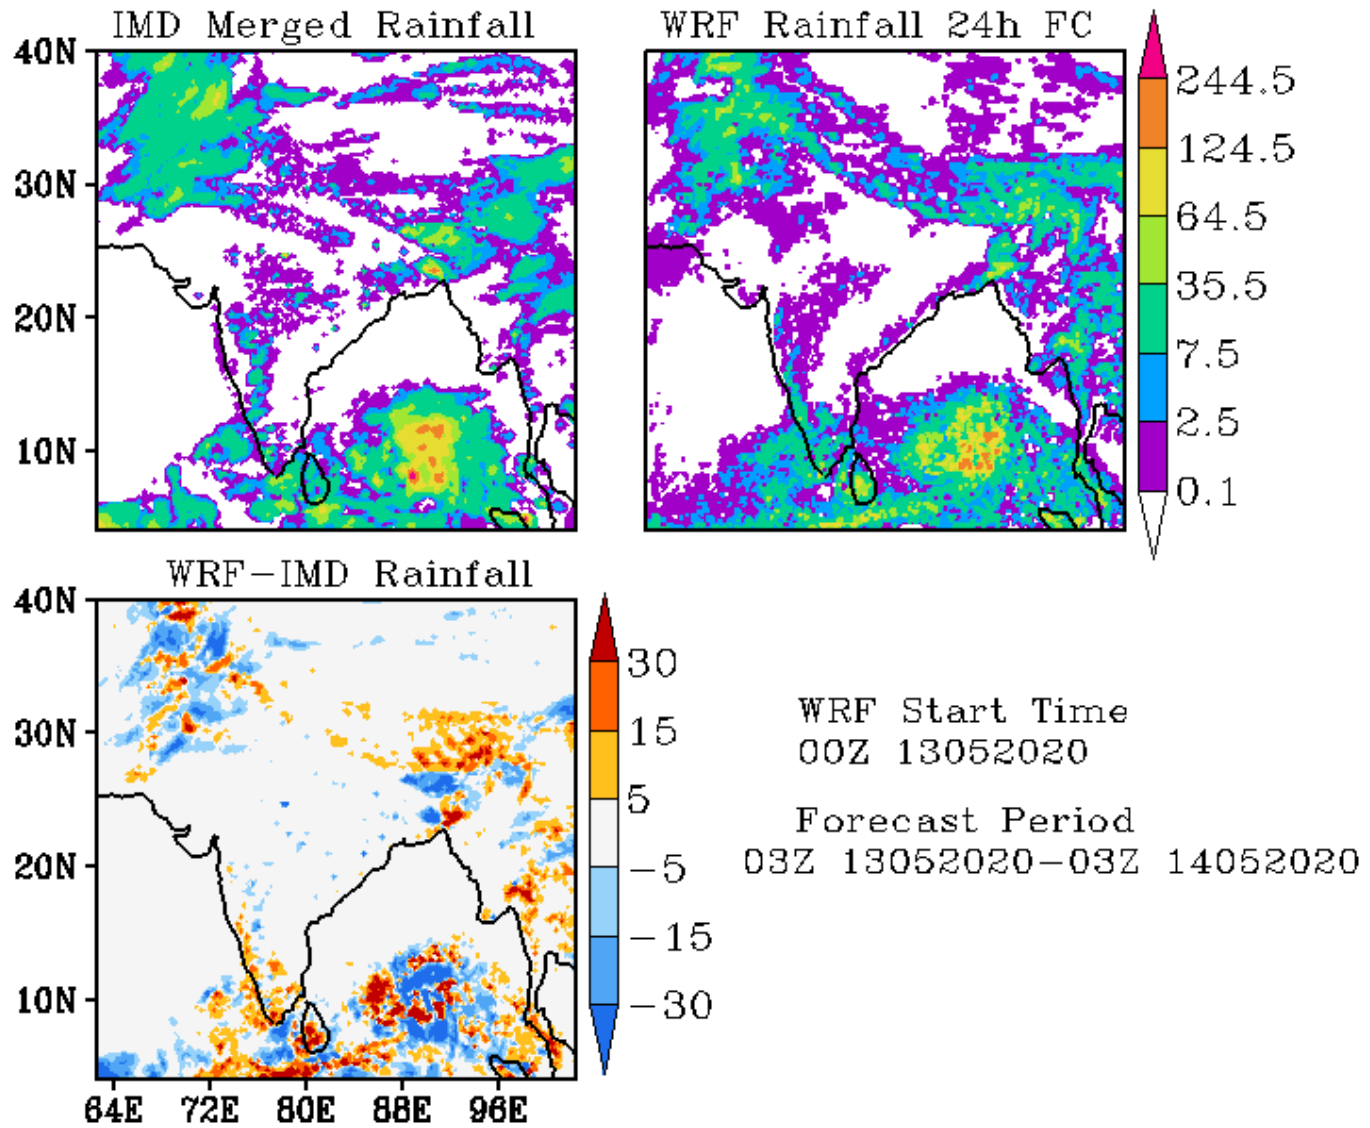 IMD Merged Rainfall
WRF Rainfall 24h FC
40N
30N
20N
10N
244.5
124.5
64.5
35.5
7.5
2.5
0.1
WRF-IMD Rainfall
40N
30N
20N
10N
64E 72E 80E 88E 96E
30
15
5
-5
-15
-30
WRF Start Time
00Z 13052020
Forecast Period
03Z 13052020-03Z 14052020